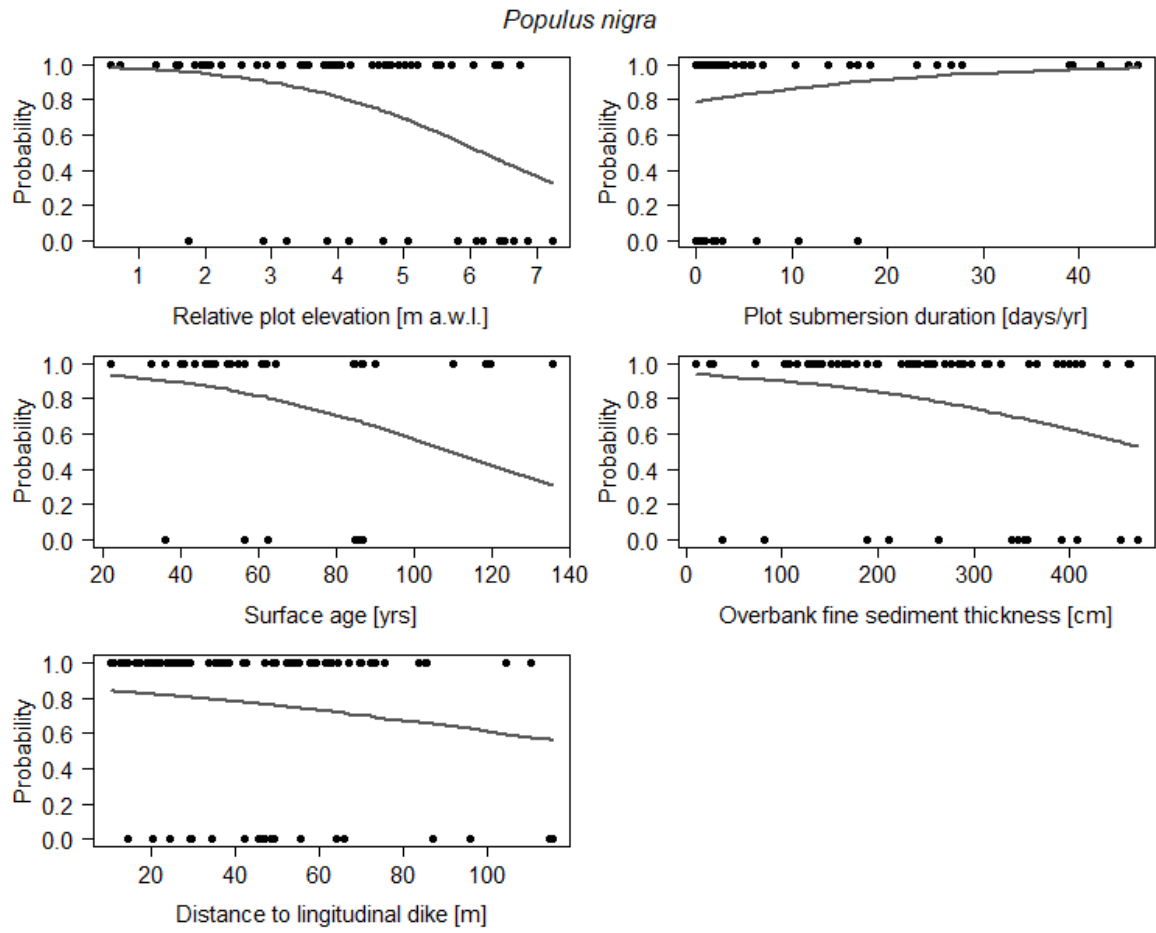 Populus nigra
Probability
1.0
0.8
0.6
0.4
0.2
0.0
1 2 3 4 5 6 7
Relative plot elevation [m a.w.l.]
Probability
1.0
0.8
0.6
0.4
0.2
0.0
0 10 20 30 40
Plot submersion duration [days/yr]
Probability
1.0
0.8
0.6
0.4
0.2
0.0
20 40 60 80 100 120 140
Surface age [yrs]
Probability
1.0
0.8
0.6
0.4
0.2
0.0
0 100 200 300 400
Overbank fine sediment thickness [cm]
Probability
1.0
0.8
0.6
0.4
0.2
0.0
20 40 60 80 100
Distance to lingitudinal dike [m]